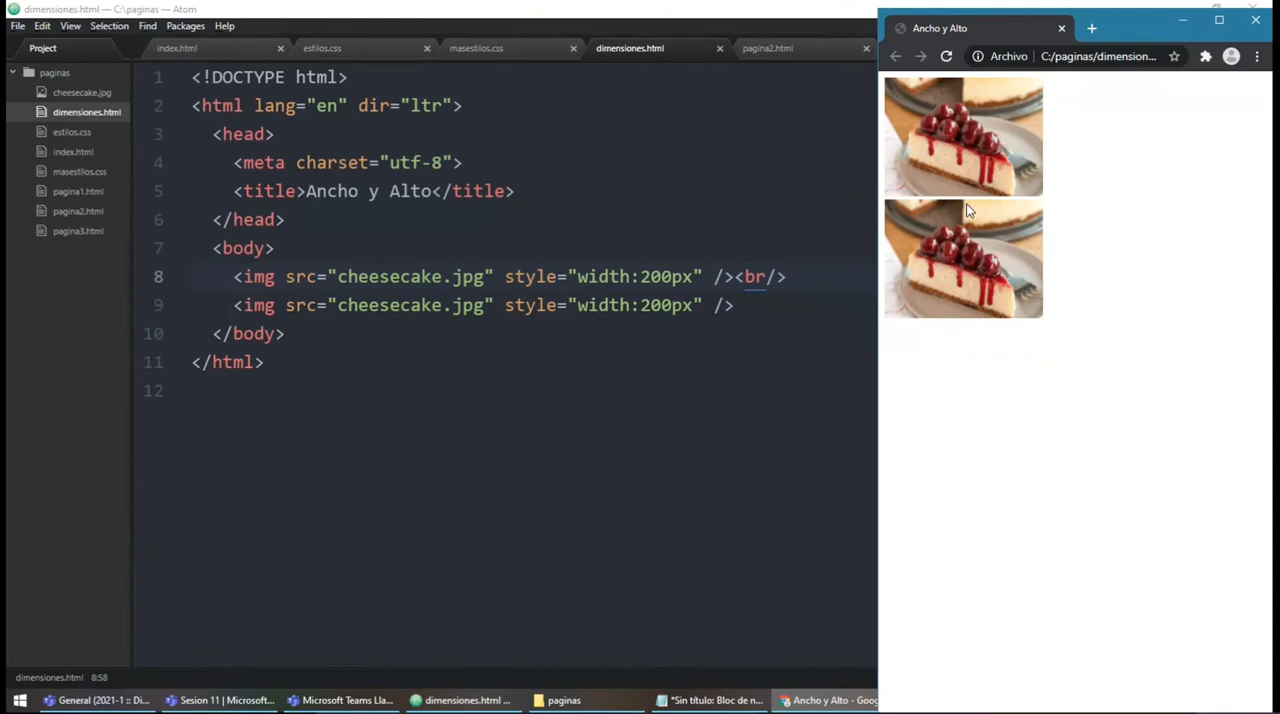 dimensiones.html — C:\paginas — Atom
File Edit View Selection Find Packages Help
Project
index.html
estilos.css
masestilos.css
dimensiones.html
pagina2.html
paginas
cheesecake.jpg
dimensiones.html
estilos.css
index.html
masestilos.css
pagina1.html
pagina2.html
pagina3.html
1 <!DOCTYPE html>
2 <html lang="en" dir="ltr">
3 <head>
4 <meta charset="utf-8">
5 <title>Ancho y Alto</title>
6 </head>
7 <body>
8 <img src="cheesecake.jpg" style="width:200px" /><br/>
9 <img src="cheesecake.jpg" style="width:200px" />
10 </body>
11 </html>
12
Ancho y Alto
Archivo C:/paginas/dimension...
dimensiones.html 8:58
General (2021-1 :: Di...
Sesion 11 | Microsoft...
Microsoft Teams Lla...
dimensiones.html ...
paginas
*Sin título: Bloc de n...
Ancho y Alto - Goog